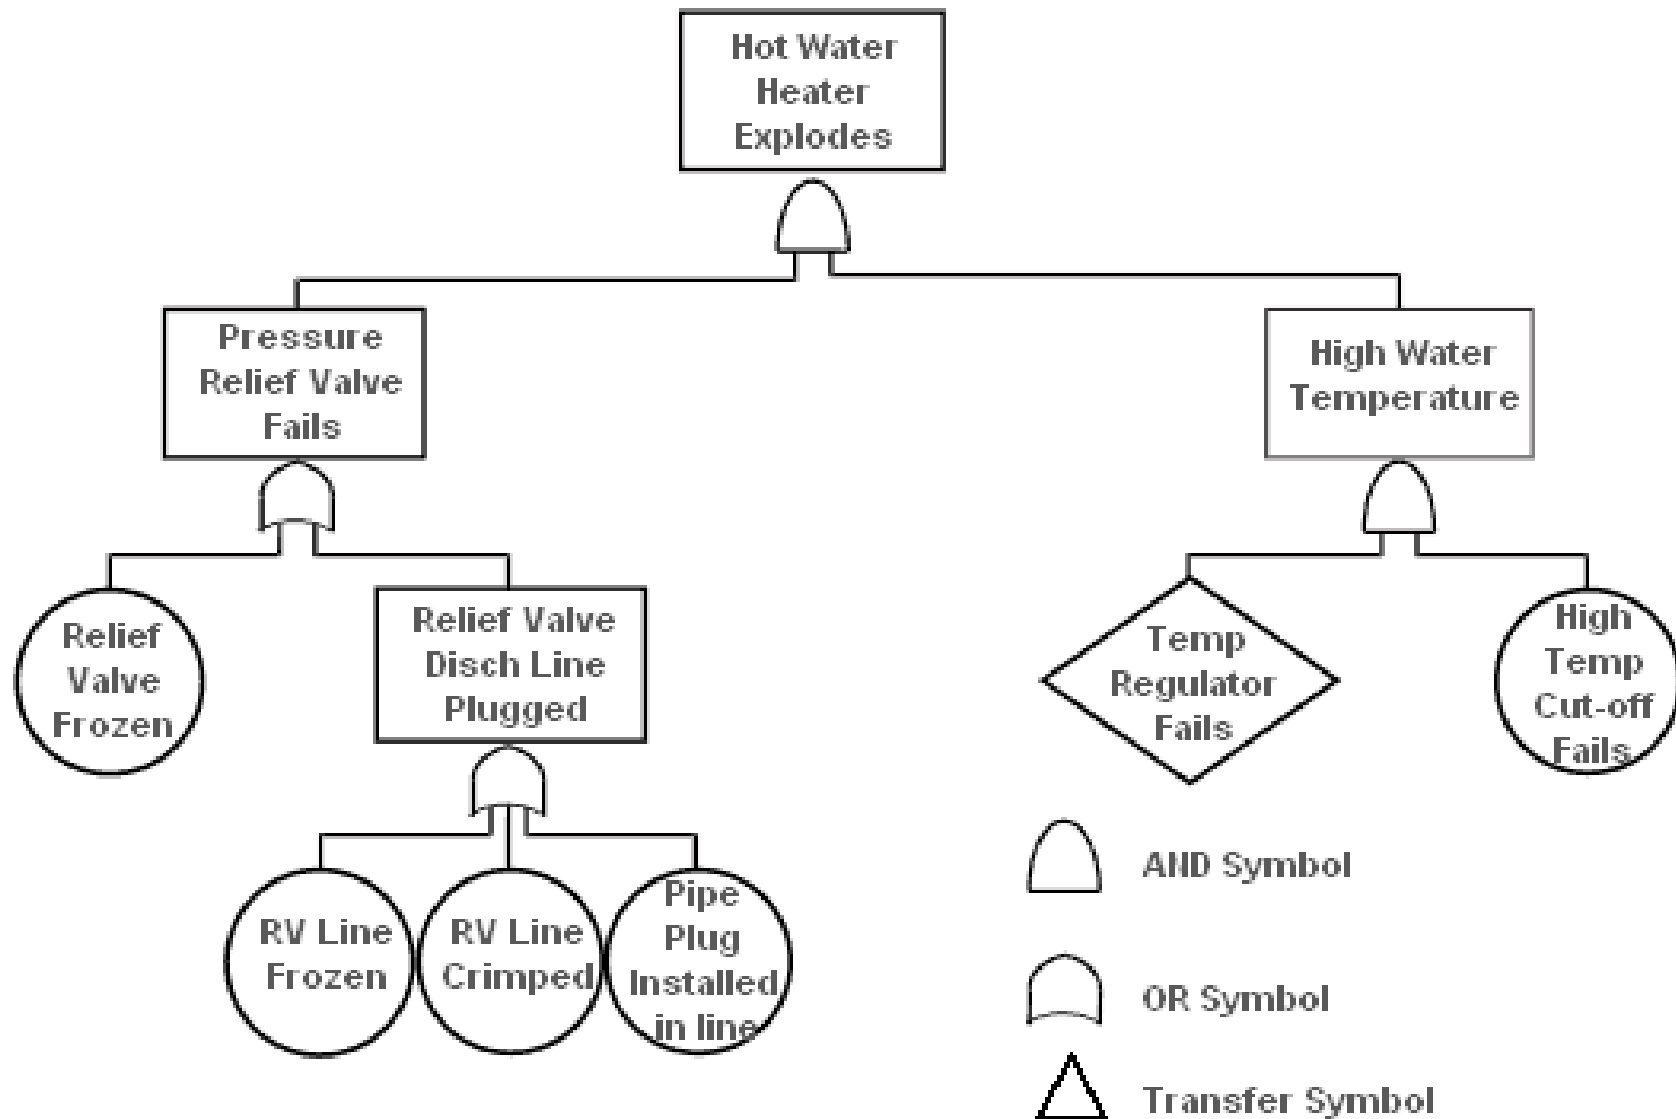 Hot Water
Heater
Explodes
Pressure
Relief Valve
Fails
High Water
Temperature
Relief
Valve
Frozen
Relief Valve
Disch Line
Plugged
Temp
Regulator
Fails
High
Temp
Cut-off
Fails
RV Line
Frozen
RV Line
Crimped
Pipe
Plug
Installed
in line
AND Symbol
OR Symbol
Transfer Symbol